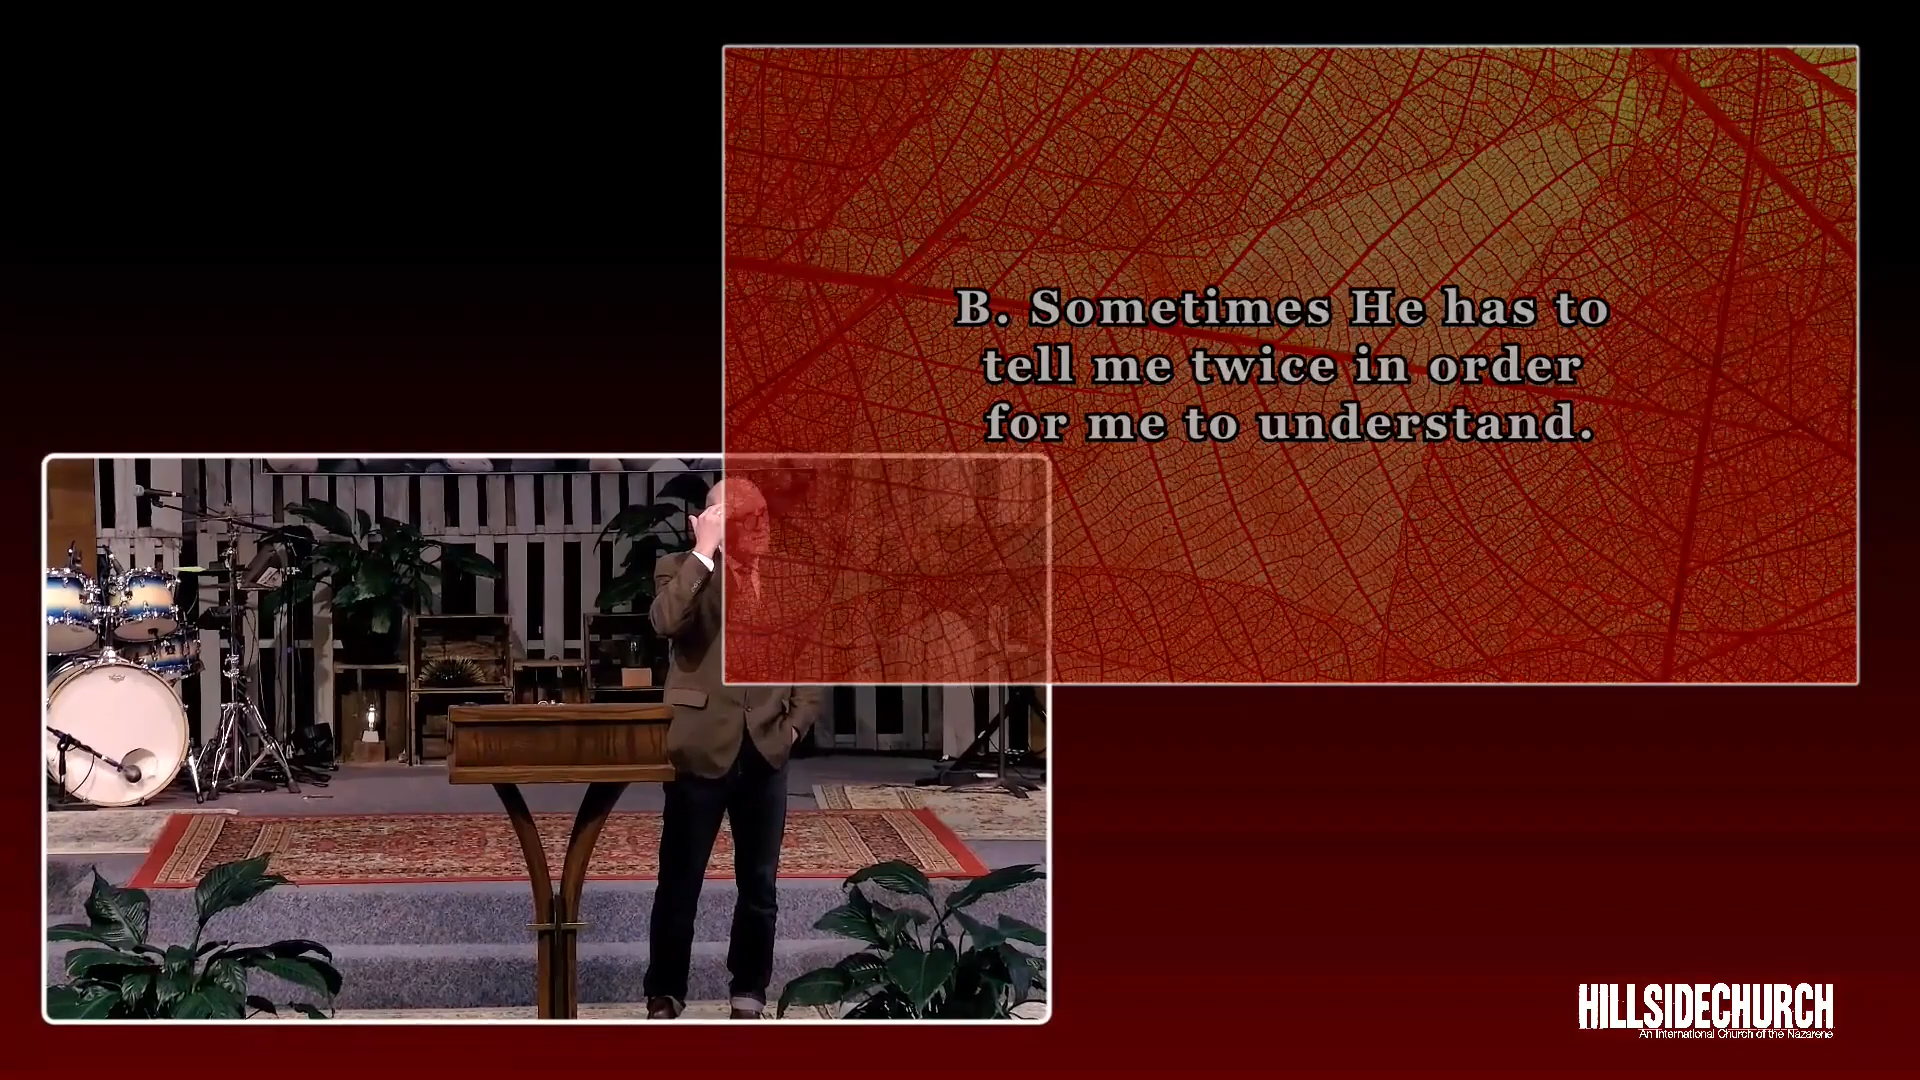 B. Sometimes He has to
tell me twice in order
for me to understand.
HILLSIDECHURCH
An International Church of the Nazarene